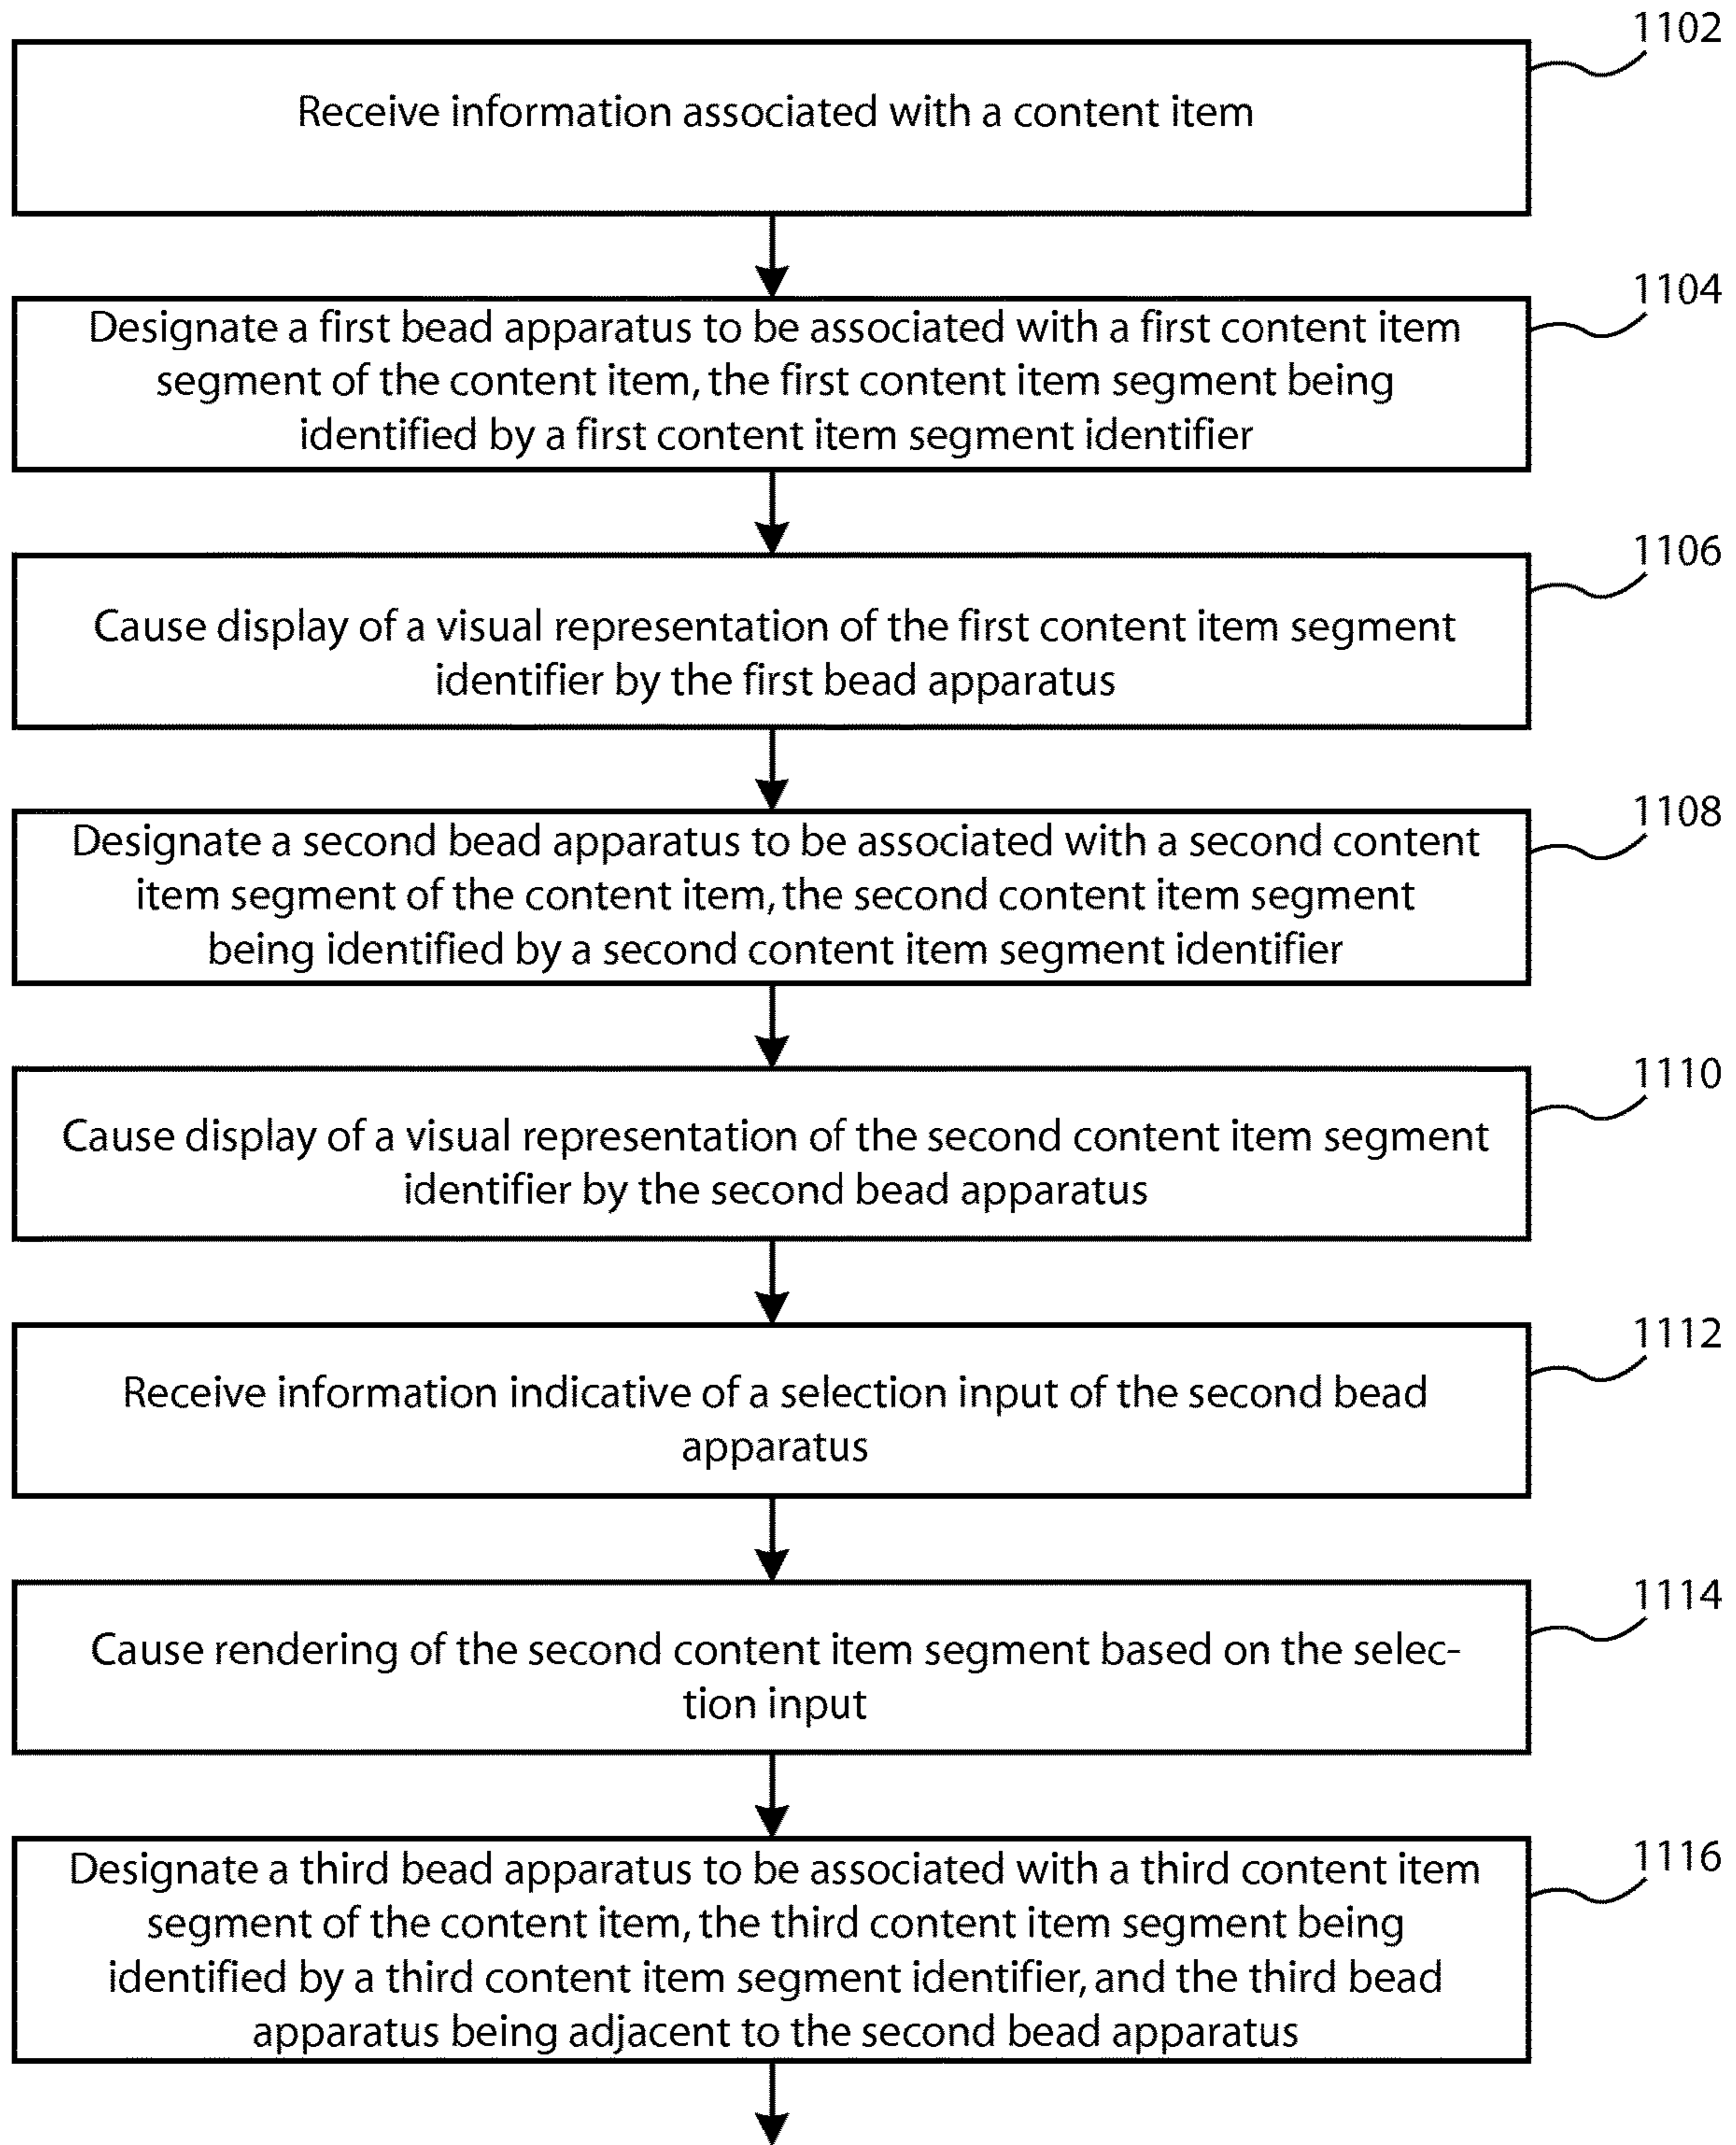 1102
Receive information associated with a content item
1104
Designate a first bead apparatus to be associated with a first content item
segment of the content item, the first content item segment being
identified by a first content item segment identifier
1106
Cause display of a visual representation of the first content item segment
identifier by the first bead apparatus
1108
Designate a second bead apparatus to be associated with a second content
item segment of the content item, the second content item segment
being identified by a second content item segment identifier
1110
Cause display of a visual representation of the second content item segment
identifier by the second bead apparatus
1112
Receive information indicative of a selection input of the second bead
apparatus
1114
Cause rendering of the second content item segment based on the selec-
tion input
1116
Designate a third bead apparatus to be associated with a third content item
segment of the content item, the third content item segment being
identified by a third content item segment identifier, and the third bead
apparatus being adjacent to the second bead apparatus